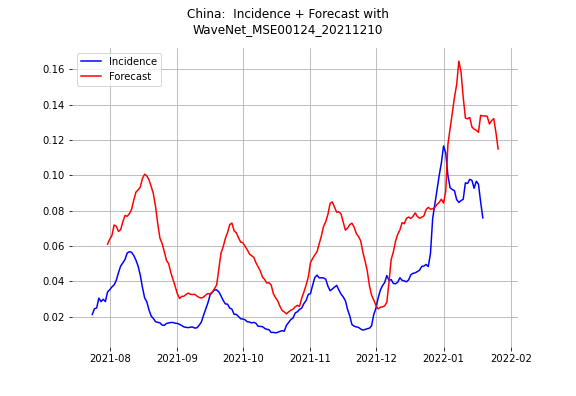 China:  Incidence + Forecast with
WaveNet_MSE00124_20211210
Incidence
Forecast
0.16
0.14
0.12
0.10
0.08
0.06
0.04
0.02
2021-08 2021-09 2021-10 2021-11 2021-12 2022-01 2022-02